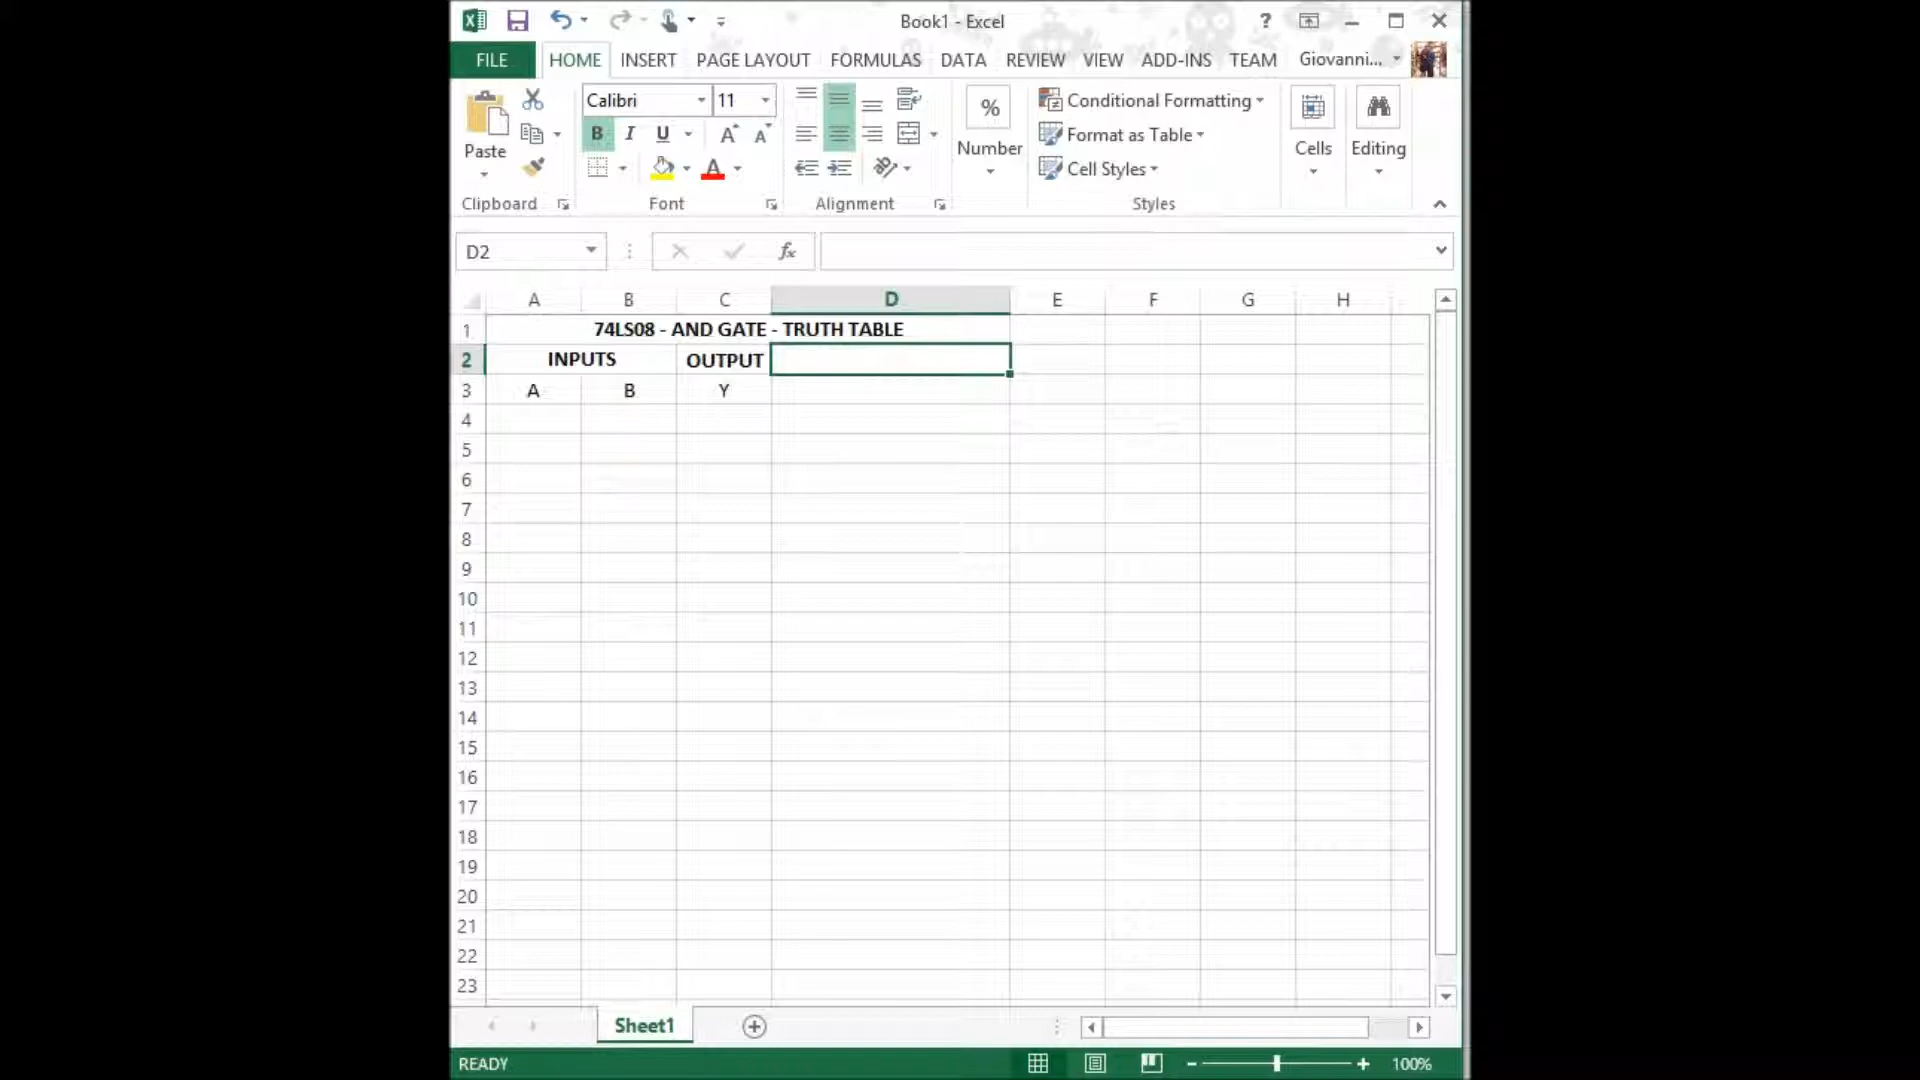 Book1 - Excel
?
FILE HOME INSERT PAGE LAYOUT FORMULAS DATA REVIEW VIEW ADD-INS TEAM Giovanni...
Paste
Calibri 11
B I U A A
A
%
Number
Conditional Formatting
Format as Table
Cell Styles
Cells
Editing
Clipboard Font Alignment Styles
D2 fx
A B C D E F G H
1 74LS08 - AND GATE - TRUTH TABLE
2 INPUTS OUTPUT
3 A B Y
4
5
6
7
8
9
10
11
12
13
14
15
16
17
18
19
20
21
22
23
Sheet1
READY 100%